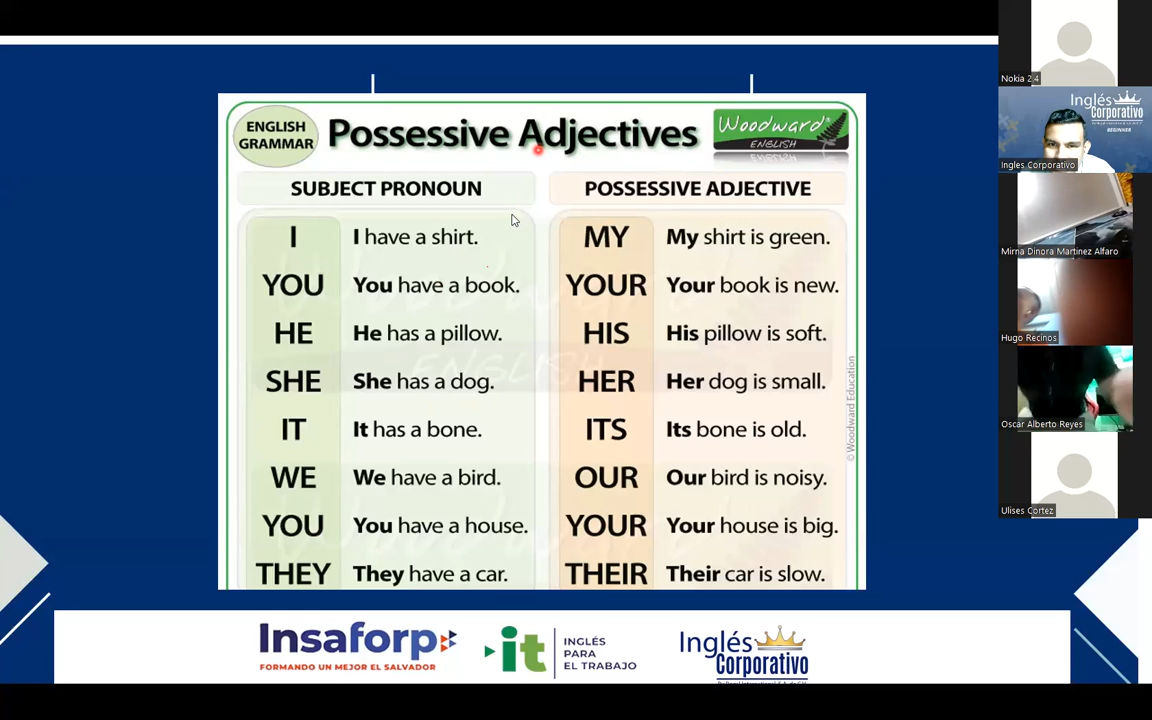 ENGLISH
GRAMMAR
Possessive Adjectives
Woodward®
ENGLISH
SUBJECT PRONOUN
POSSESSIVE ADJECTIVE
I I have a shirt. MY My shirt is green.
YOU You have a book. YOUR Your book is new.
HE He has a pillow. HIS His pillow is soft.
SHE She has a dog. HER Her dog is small.
IT It has a bone. ITS Its bone is old.
WE We have a bird. OUR Our bird is noisy.
YOU You have a house. YOUR Your house is big.
THEY They have a car. THEIR Their car is slow.
© Woodward Education
Insaforp
FORMANDO UN MEJOR EL SALVADOR
it
INGLÉS
PARA
EL TRABAJO
Inglés
Corporativo
Nokia 2.4
Inglés
Corporativo
BEGINNER
Ingles Corporativo
Mirna Dinora Martinez Alfaro
Hugo Recinos
Oscar Alberto Reyes
Ulises Cortez